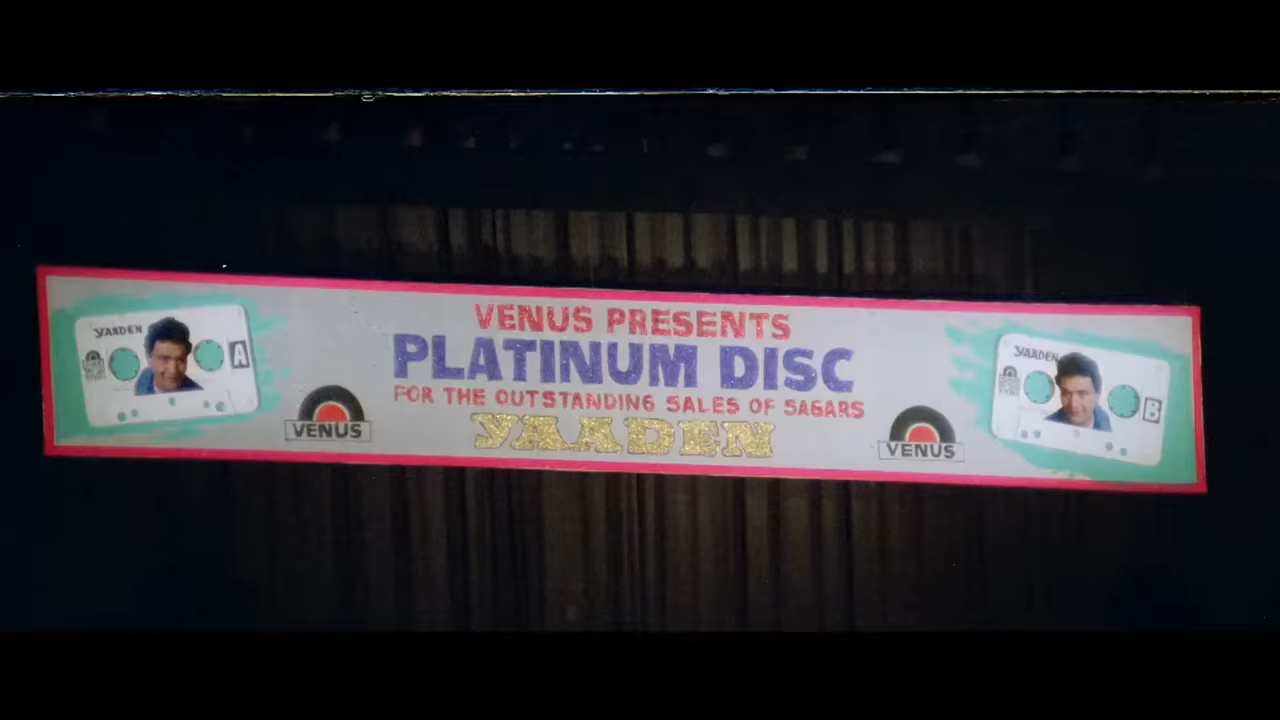 VENUS PRESENTS
PLATINUM DISC
FOR THE OUTSTANDING SALES OF SAGARS
YAADEN
YAADEN
A
VENUS
VENUS
YAADEN
B